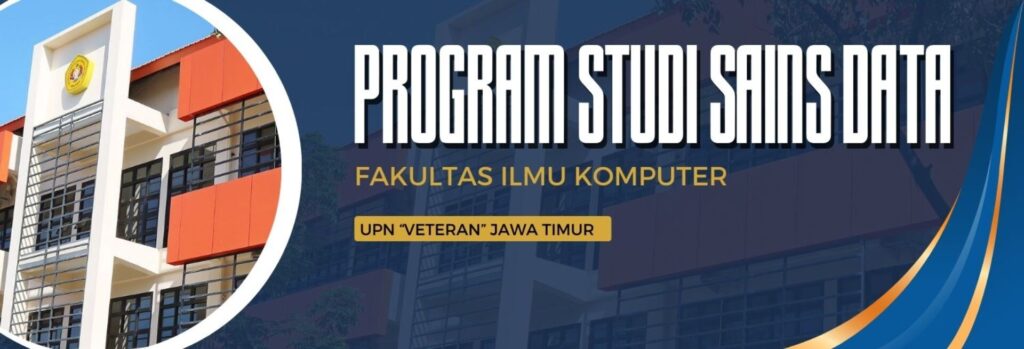 PROGRAM STUDI SAINS DATA
FAKULTAS ILMU KOMPUTER
UPN “VETERAN” JAWA TIMUR